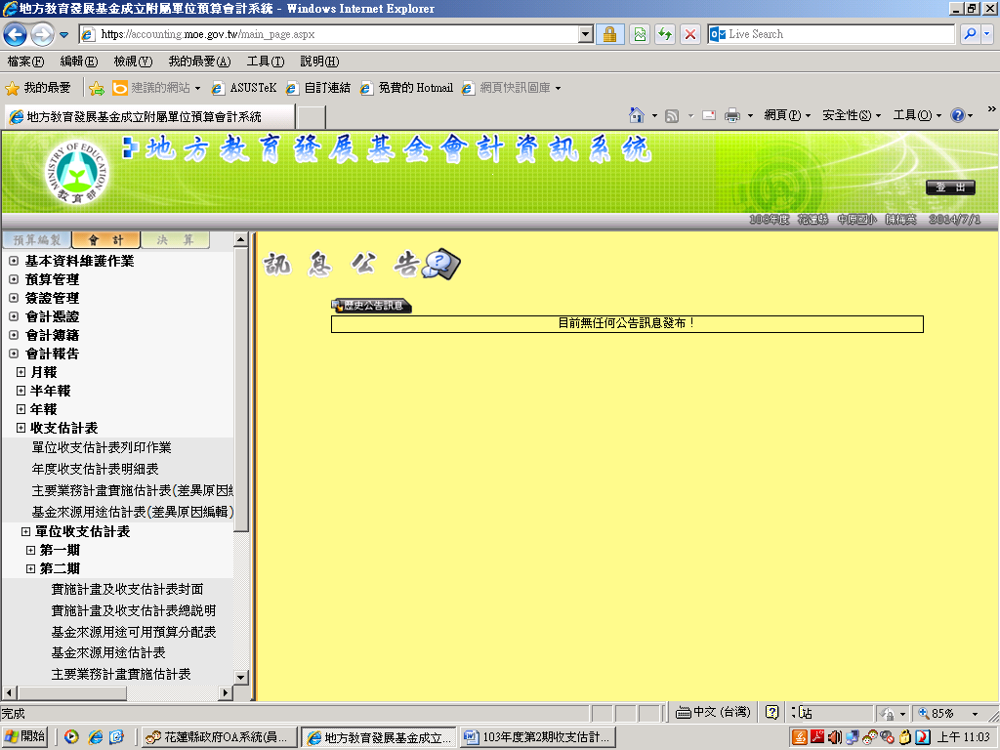 地方教育發展基金成立附屬單位預算會計系統 - Windows Internet Explorer
https://accounting.moe.gov.tw/main_page.aspx
Live Search
檔案(F) 編輯(E) 檢視(V) 我的最愛(A) 工具(T) 說明(H)
我的最愛 建議的網站 ASUSTeK 自訂連結 免費的 Hotmail 網頁快訊圖庫
地方教育發展基金成立附屬單位預算會計系統
網頁(P) 安全性(S) 工具(O) »
MINISTRY OF EDUCATION
教育部
地方教育發展基金會計資訊系統
登 出
103年度 花蓮縣 中原國小 2014/7/1
預算編製 會 計 決 算
基本資料維護作業
預算管理
簽證管理
會計憑證
會計簿籍
會計報告
月報
半年報
年報
收支估計表
單位收支估計表列印作業
年度收支估計表明細表
主要業務計畫實施估計表(差異原因編
基金來源用途估計表(差異原因編輯)
單位收支估計表
第一期
第二期
實施計畫及收支估計表封面
實施計畫及收支估計表總說明
基金來源用途可用預算分配表
基金來源用途估計表
主要業務計畫實施估計表
訊息公告
歷史公告訊息
目前無任何公告訊息發布！
完成
中文 (台灣)
85%
開始
花蓮縣政府OA系統(員...
地方教育發展基金成立...
103年度第2期收支估計...
上午 11:03